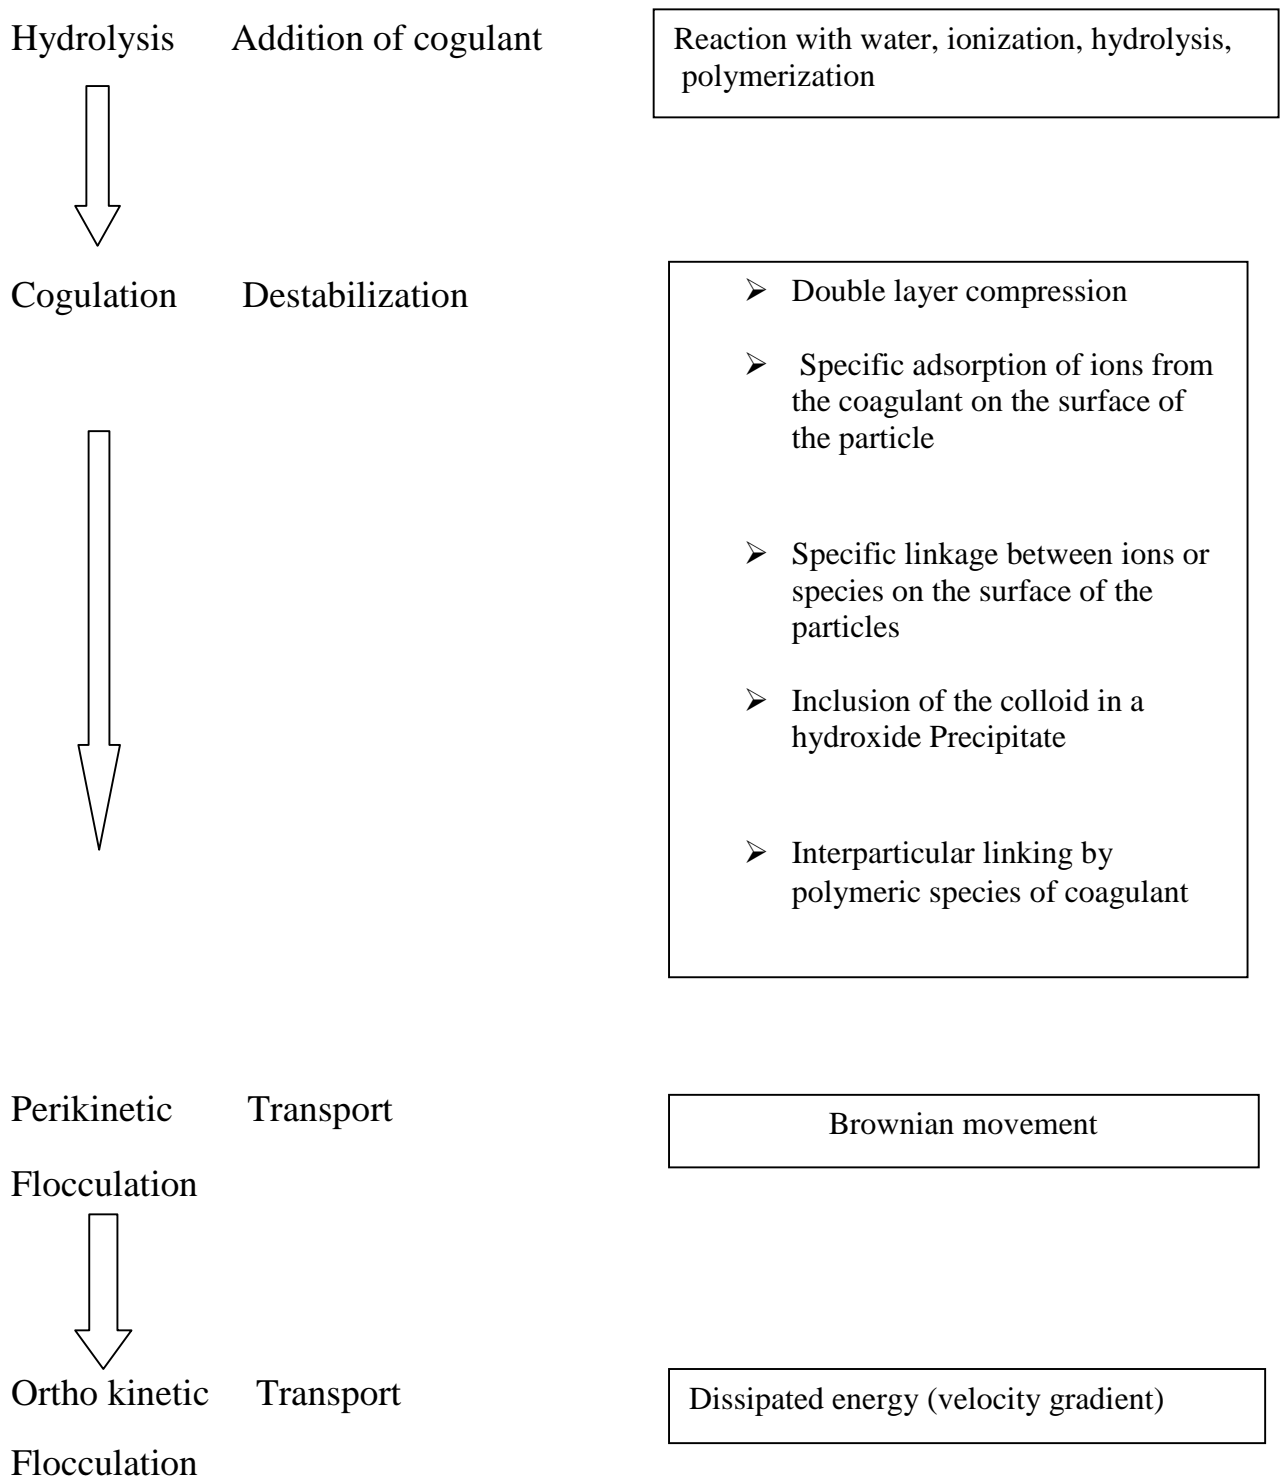 Hydrolysis Addition of cogulant
Reaction with water, ionization, hydrolysis,
polymerization
Cogulation Destabilization
➢ Double layer compression
➢ Specific adsorption of ions from
the coagulant on the surface of
the particle
➢ Specific linkage between ions or
species on the surface of the
particles
➢ Inclusion of the colloid in a
hydroxide Precipitate
➢ Interparticular linking by
polymeric species of coagulant
Perikinetic Transport
Flocculation
Brownian movement
Ortho kinetic Transport
Flocculation
Dissipated energy (velocity gradient)